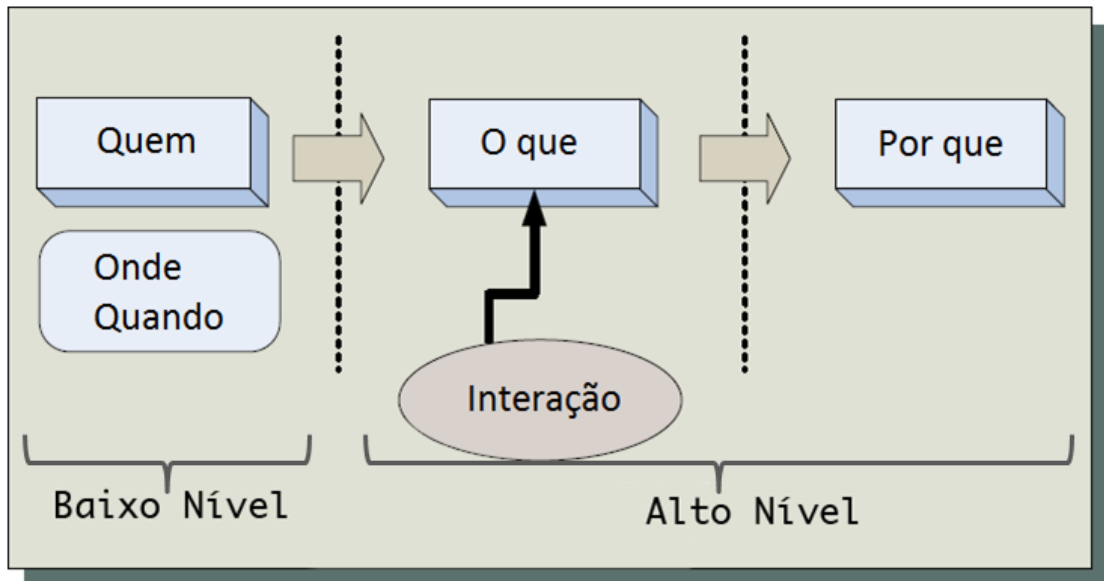 Quem
O que
Por que
Onde
Quando
Interação
Baixo Nível
Alto Nível